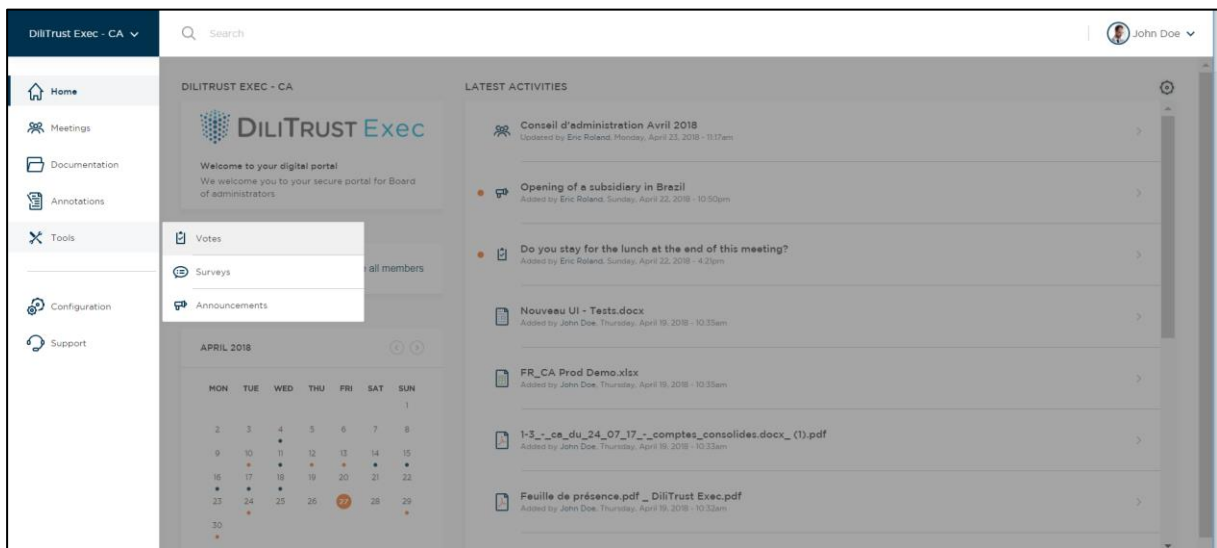 DiliTrust Exec - CA
Search
John Doe
Home
Meetings
Documentation
Annotations
Tools
Configuration
Support
Votes
Surveys
Announcements
DILITRUST EXEC - CA
DILITRUST Exec
Welcome to your digital portal
We welcome you to your secure portal for Board
of administrators
all members
APRIL 2018
MON TUE WED THU FRI SAT SUN
1
2 3 4 5 6 7 8
9 10 11 12 13 14 15
16 17 18 19 20 21 22
23 24 25 26 27 28 29
30
LATEST ACTIVITIES
Conseil d'administration Avril 2018
Updated by Eric Roland, Monday, April 23, 2018 - 11:17am
Opening of a subsidiary in Brazil
Added by Eric Roland, Sunday, April 22, 2018 - 10:50pm
Do you stay for the lunch at the end of this meeting?
Added by Eric Roland, Sunday, April 22, 2018 - 4:21pm
Nouveau UI - Tests.docx
Added by John Doe, Thursday, April 19, 2018 - 10:35am
FR_CA Prod Demo.xlsx
Added by John Doe, Thursday, April 19, 2018 - 10:35am
1-3_-_ca_du_24_07_17_-_comptes_consolides.docx_ (1).pdf
Added by John Doe, Thursday, April 19, 2018 - 10:33am
Feuille de présence.pdf _ DiliTrust Exec.pdf
Added by John Doe, Thursday, April 19, 2018 - 10:32am